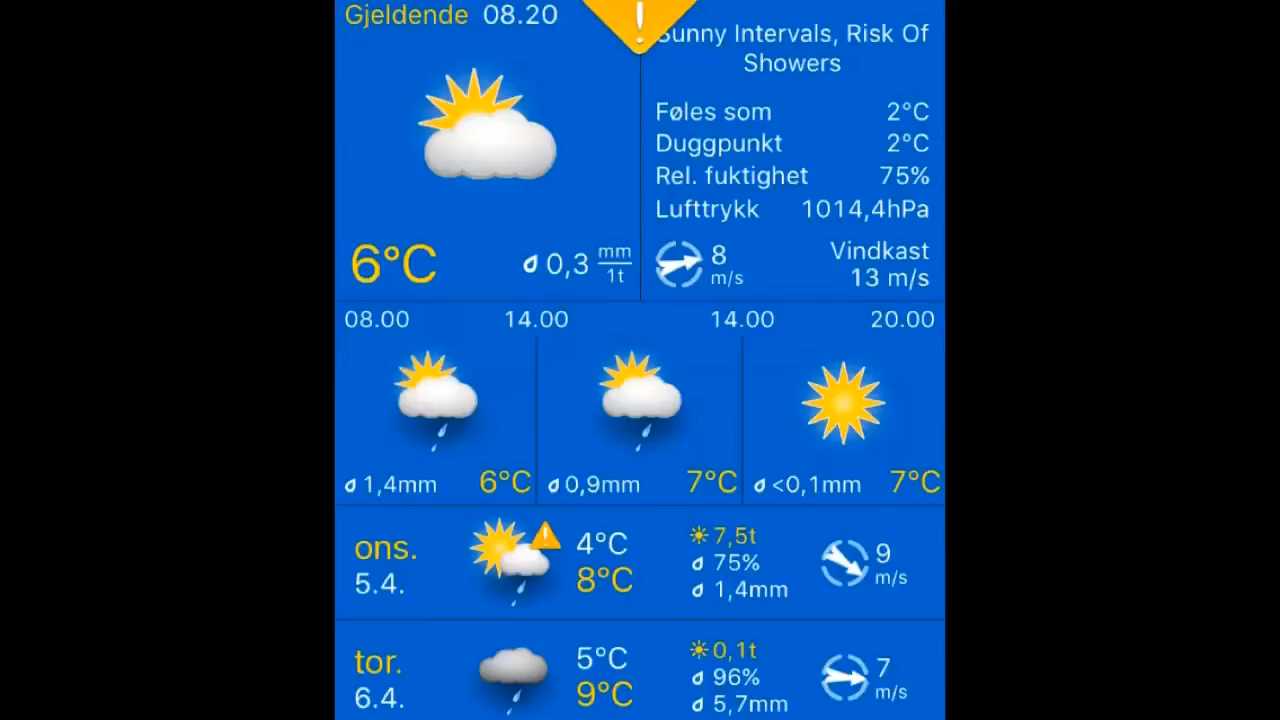 Gjeldende 08.20
!
Sunny Intervals, Risk Of
Showers
Føles som 2°C
Duggpunkt 2°C
Rel. fuktighet 75%
Lufttrykk 1014,4hPa
6°C 0,3 mm
1t
8
m/s
Vindkast
13 m/s
08.00 14.00 14.00 20.00
1,4mm 6°C 0,9mm 7°C <0,1mm 7°C
ons.
5.4.
!
4°C
8°C
7,5t
75%
1,4mm
9
m/s
tor.
6.4.
5°C
9°C
0,1t
96%
5,7mm
7
m/s